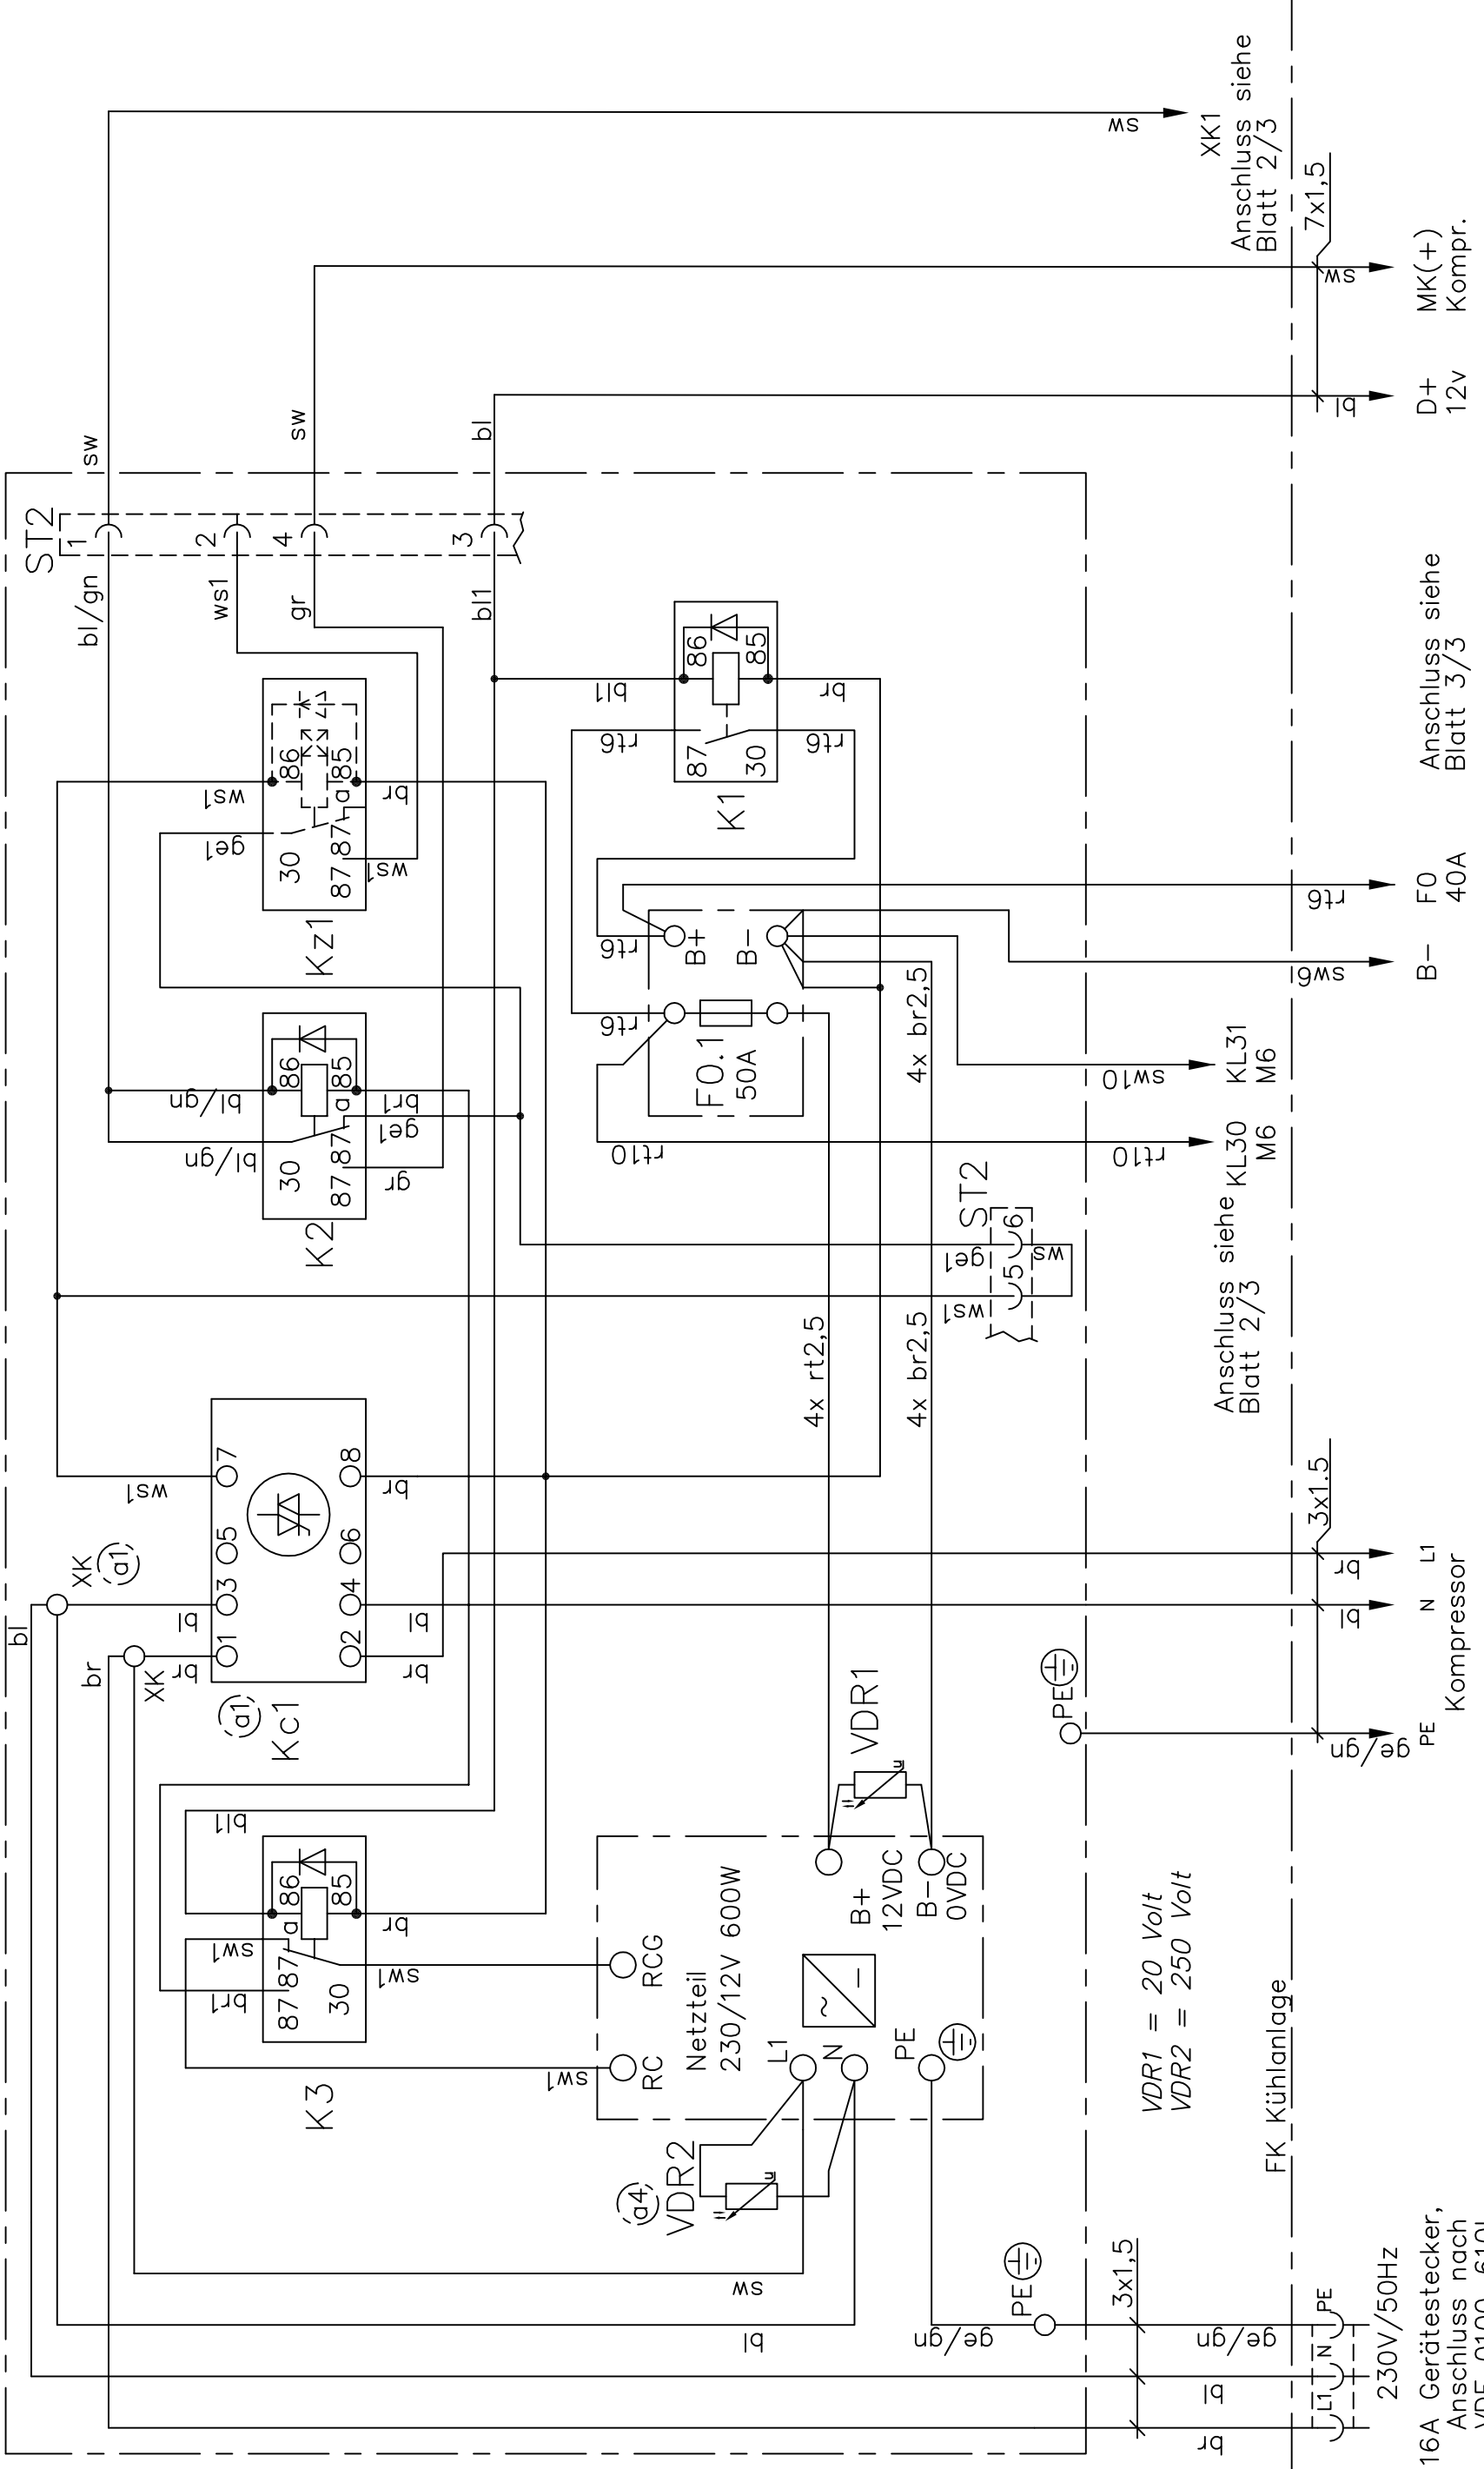 ST2
1
2
4
3
bl/gn
ws1
gr
bl1
sw
sw
bl
sw
XK1
Anschluss siehe
Blatt 2/3
7x1,5
sw
MK(+)
Kompr.
bl
D+
12v
Kz1
30
86
85
87
87
a
ws1
ge1
br
ws1
K1
87
30
86
85
bl1
rt6
rt6
br
K2
30
86
85
87
87
a
bl/gn
bl/gn
br1
ge1
gr
rt6
rt6
B+
B−
F0.1
50A
4x br2,5
rt6
F0
40A
sw6
B−
Anschluss siehe
Blatt 3/3
sw10
KL31
M6
rt10
rt10
KL30
M6
Anschluss siehe
Blatt 2/3
ST2
6
5
ge1
ws1
ws
4x rt2,5
4x br2,5
Kc1
a1
7
5
3
1
8
6
4
2
ws1
bl
br
br
bl
br
XK
a1
XK
bl
br
3x1.5
br
bl
ge/gn
L1
N
PE
Kompressor
PE
K3
87
87
a
86
85
30
bl1
sw1
br1
sw1
br
sw1
RCG
RC
Netzteil
230/12V 600W
L1
N
PE
~
−
B+
12VDC
B−
0VDC
VDR1
u
VDR2
a4
u
VDR1 = 20 Volt
VDR2 = 250 Volt
FK Kühlanlage
sw
bl
ge/gn
PE
3x1,5
ge/gn
bl
br
L1
N
PE
230V/50Hz
16A Gerätestecker,
Anschluss nach